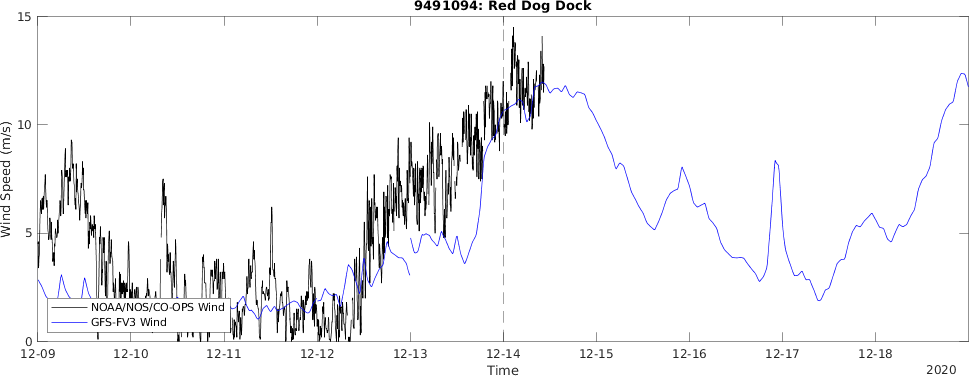 9491094: Red Dog Dock
Wind Speed (m/s)
15
10
5
0
NOAA/NOS/CO-OPS Wind
GFS-FV3 Wind
12-09 12-10 12-11 12-12 12-13 12-14 12-15 12-16 12-17 12-18
Time
2020